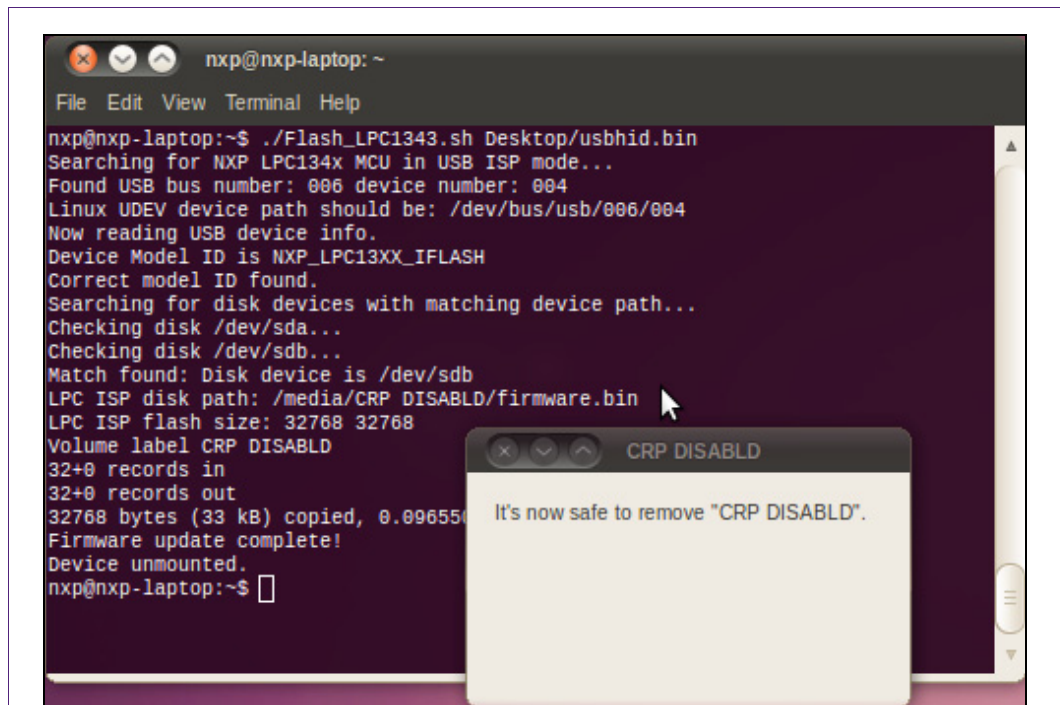 nxp@nxp-laptop: ~
File Edit View Terminal Help
nxp@nxp-laptop:~$ ./Flash_LPC1343.sh Desktop/usbhid.bin
Searching for NXP LPC134x MCU in USB ISP mode...
Found USB bus number: 006 device number: 004
Linux UDEV device path should be: /dev/bus/usb/006/004
Now reading USB device info.
Device Model ID is NXP_LPC13XX_IFLASH
Correct model ID found.
Searching for disk devices with matching device path...
Checking disk /dev/sda...
Checking disk /dev/sdb...
Match found: Disk device is /dev/sdb
LPC ISP disk path: /media/CRP DISABLD/firmware.bin
LPC ISP flash size: 32768 32768
Volume label CRP DISABLD
32+0 records in
32+0 records out
32768 bytes (33 kB) copied, 0.09655
Firmware update complete!
Device unmounted.
nxp@nxp-laptop:~$
CRP DISABLD
It's now safe to remove "CRP DISABLD".